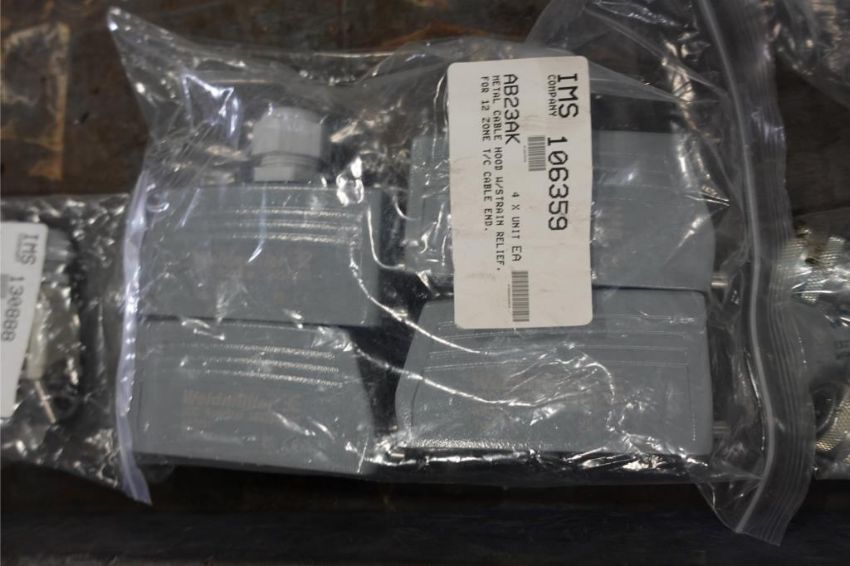 IMS 106359
COMPANY
AB23AK 4 X UNIT EA
METAL CABLE HOOD W/STRAIN RELIEF,
FOR 12 ZONE T/C CABLE END.
IMS 130888
Weidmüller